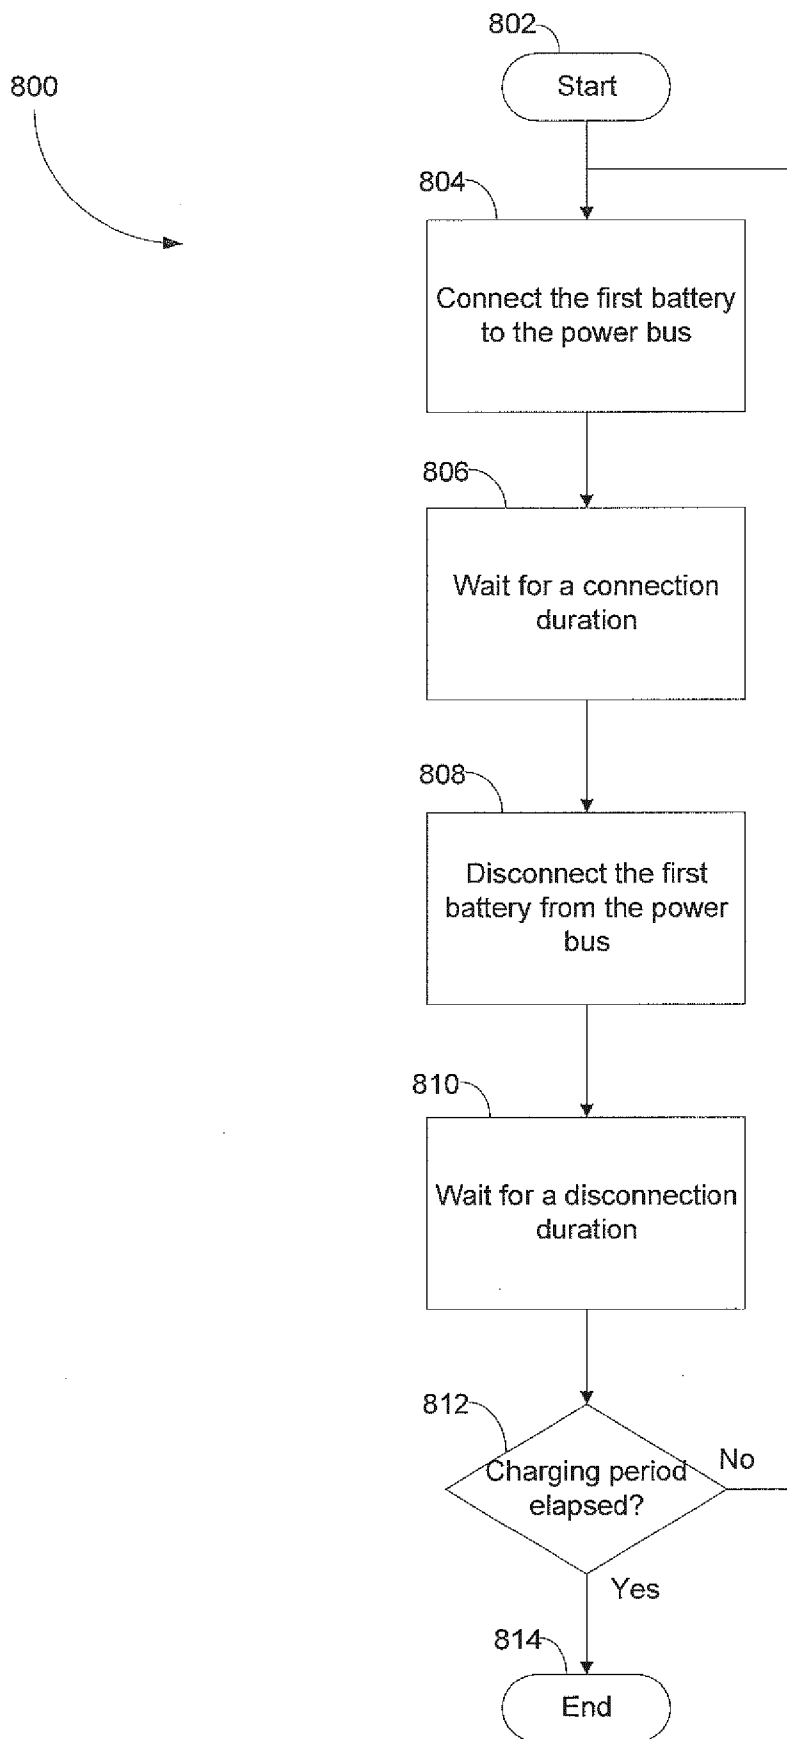 802
Start
800
804
Connect the first battery
to the power bus
806
Wait for a connection
duration
808
Disconnect the first
battery from the power
bus
810
Wait for a disconnection
duration
812
Charging period
elapsed?
No
Yes
814
End